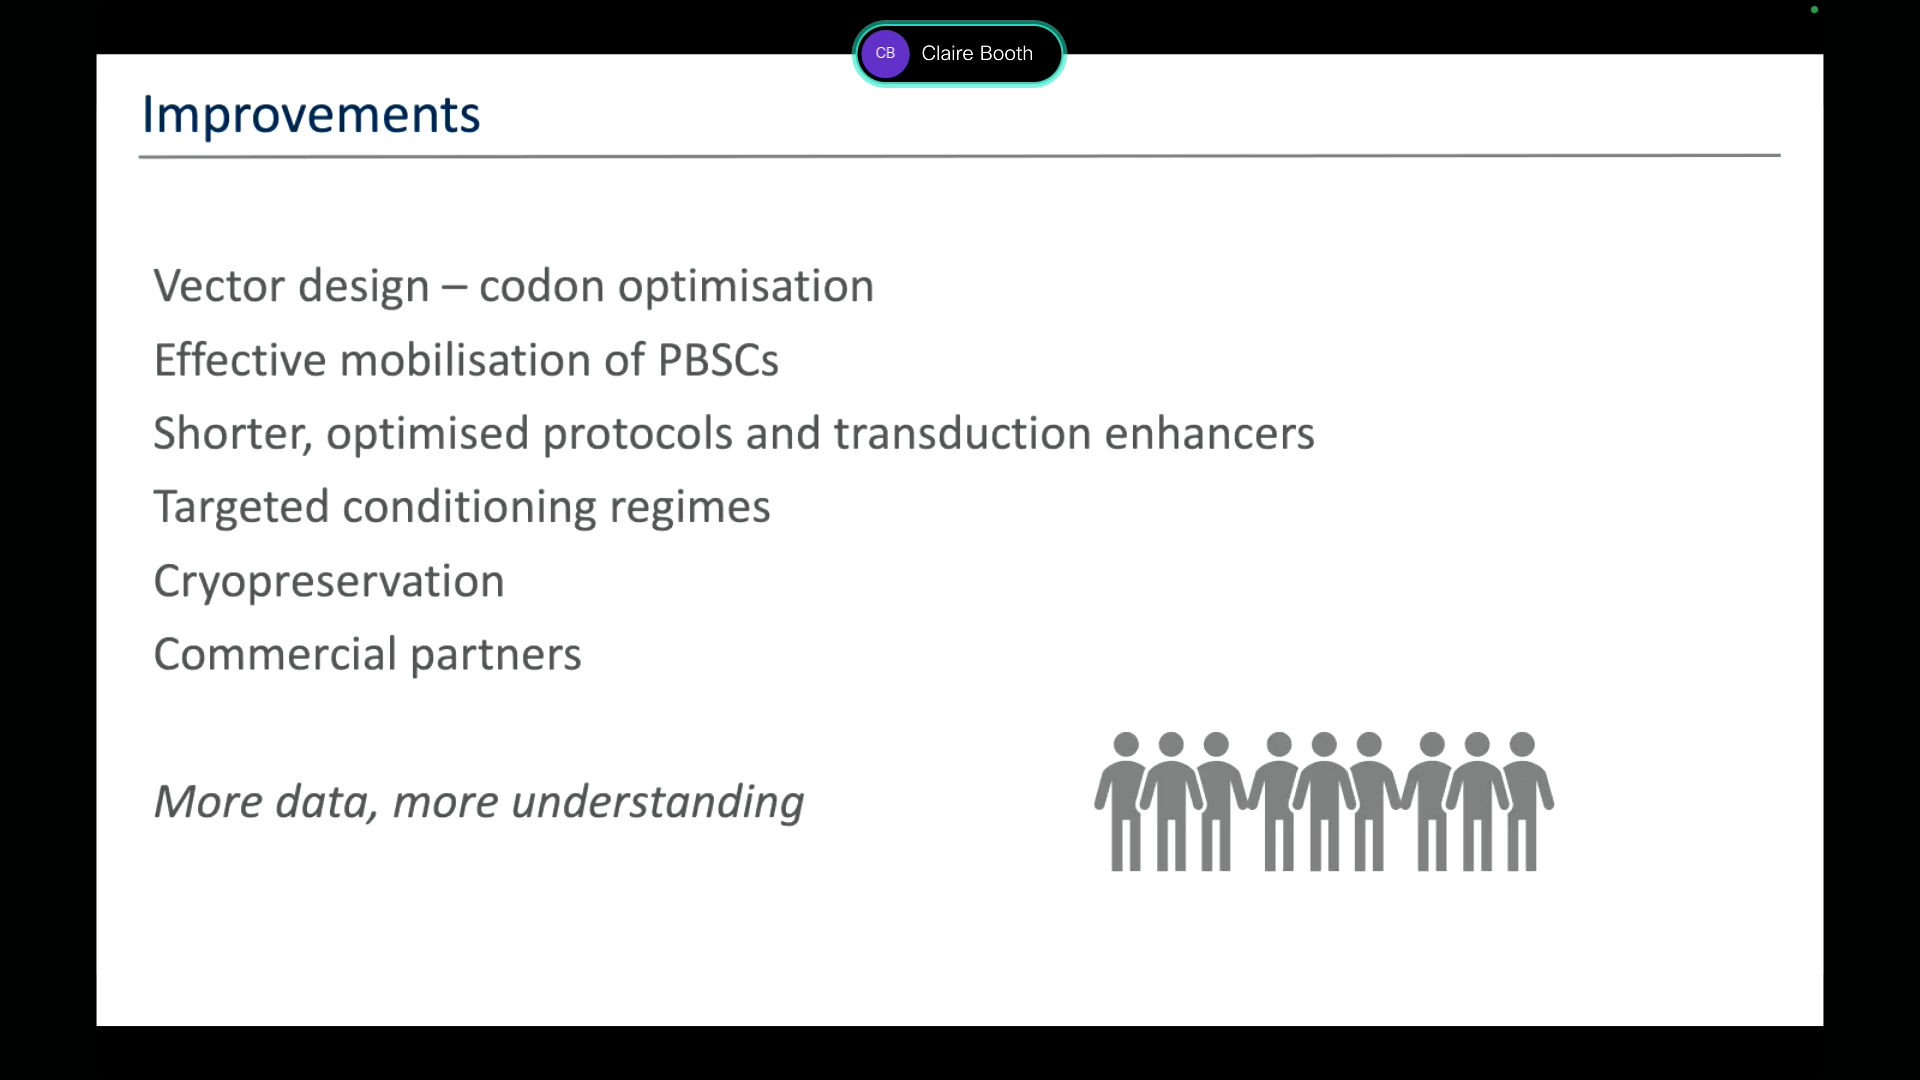 CB Claire Booth
Improvements
Vector design – codon optimisation
Effective mobilisation of PBSCs
Shorter, optimised protocols and transduction enhancers
Targeted conditioning regimes
Cryopreservation
Commercial partners
More data, more understanding